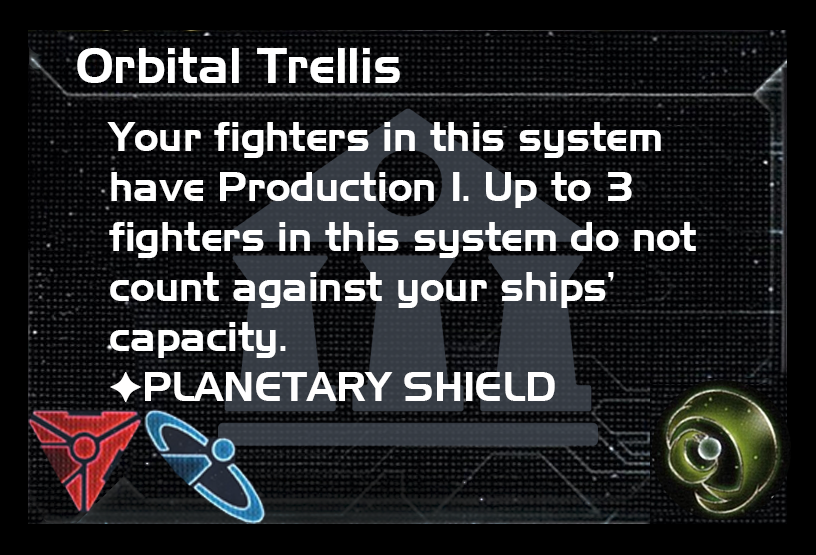 Orbital Trellis
Your fighters in this system
have Production 1. Up to 3
fighters in this system do not
count against your ships'
capacity.
✦PLANETARY SHIELD